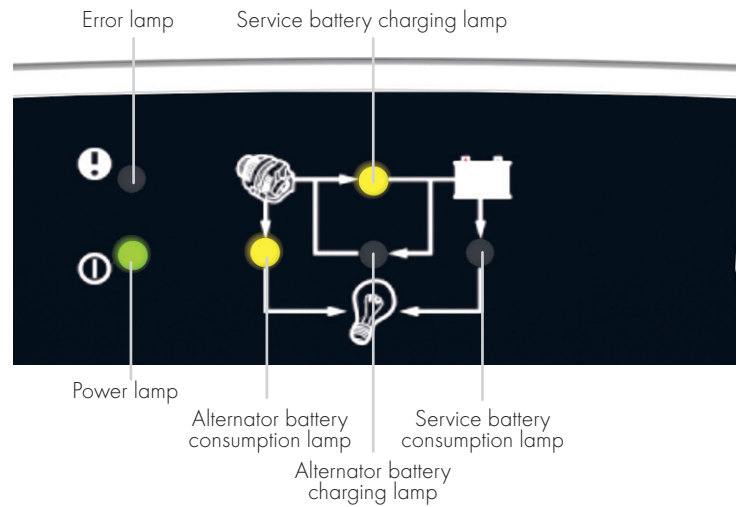 Error lamp
Service battery charging lamp
Power lamp
Alternator battery
consumption lamp
Service battery
consumption lamp
Alternator battery
charging lamp